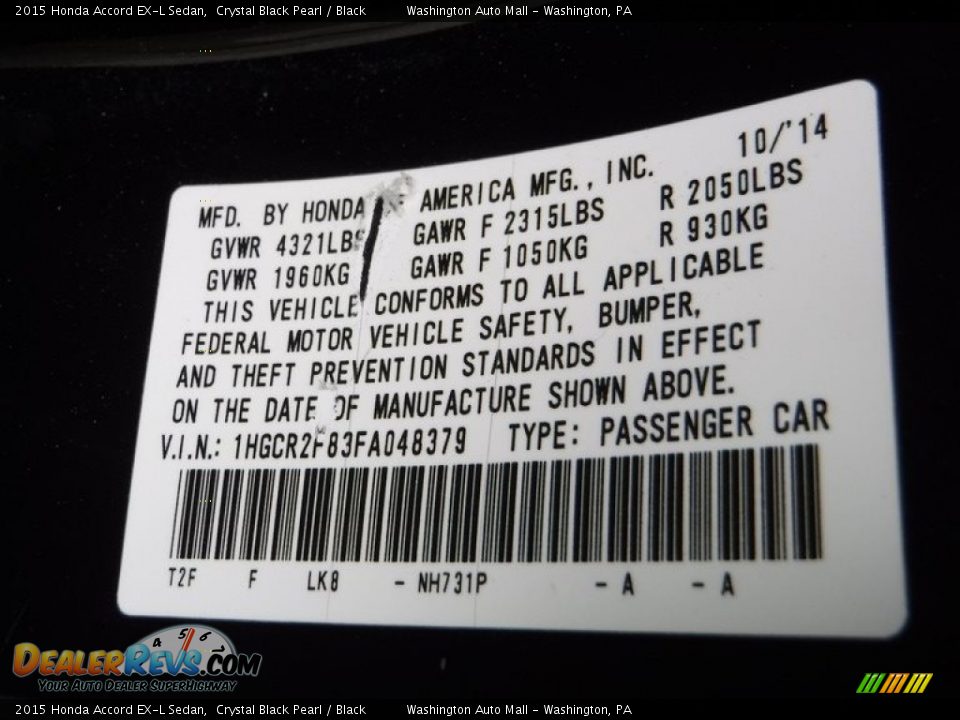 2015 Honda Accord EX-L Sedan, Crystal Black Pearl / Black Washington Auto Mall - Washington, PA
10/'14
MFD. BY HONDA AMERICA MFG., INC.
GVWR 4321LBS GAWR F 2315LBS R 2050LBS
GVWR 1960KG GAWR F 1050KG R 930KG
THIS VEHICLE CONFORMS TO ALL APPLICABLE
FEDERAL MOTOR VEHICLE SAFETY, BUMPER,
AND THEFT PREVENTION STANDARDS IN EFFECT
ON THE DATE OF MANUFACTURE SHOWN ABOVE.
V.I.N.: 1HGCR2F83FA048379 TYPE: PASSENGER CAR
T2F F LK8 - NH731P - A - A
4 5 6
DEALERREVS.COM
YOUR AUTO DEALER SUPERHIGHWAY
2015 Honda Accord EX-L Sedan, Crystal Black Pearl / Black Washington Auto Mall - Washington, PA